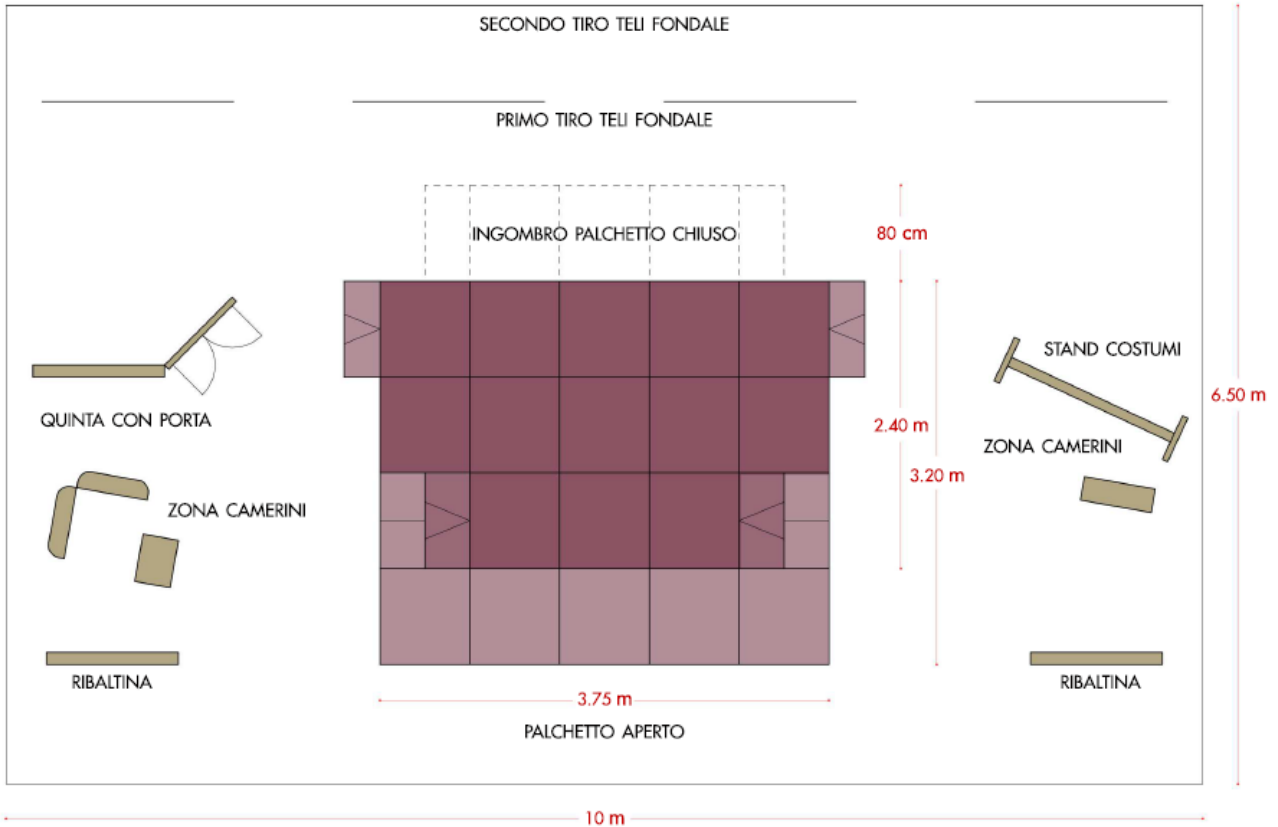 SECONDO TIRO TELI FONDALE
PRIMO TIRO TELI FONDALE
INGOMBRO PALCHETTO CHIUSO
80 cm
STAND COSTUMI
6.50 m
QUINTA CON PORTA
2.40 m
ZONA CAMERINI
3.20 m
ZONA CAMERINI
RIBALTINA
RIBALTINA
3.75 m
PALCHETTO APERTO
10 m